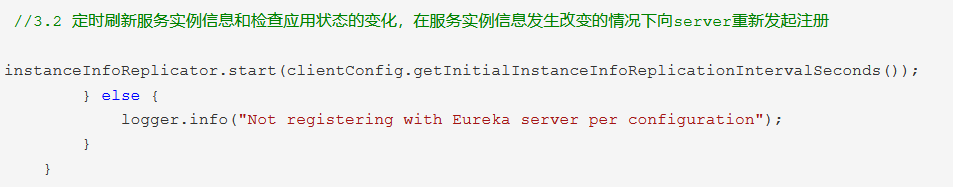 //3.2 定时刷新服务实例信息和检查应用状态的变化，在服务实例信息发生改变的情况下向server重新发起注册
instanceInfoReplicator.start(clientConfig.getInitialInstanceInfoReplicationIntervalSeconds());
} else {
logger.info("Not registering with Eureka server per configuration");
}
}